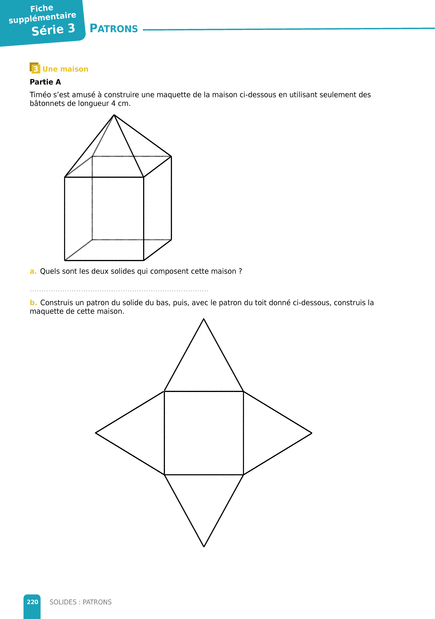 Fiche
supplémentaire
Série 3
PATRONS
3 Une maison
Partie A
Timéo s'est amusé à construire une maquette de la maison ci-dessous en utilisant seulement des
bâtonnets de longueur 4 cm.
a. Quels sont les deux solides qui composent cette maison ?
b. Construis un patron du solide du bas, puis, avec le patron du toit donné ci-dessous, construis la
maquette de cette maison.
220 SOLIDES : PATRONS